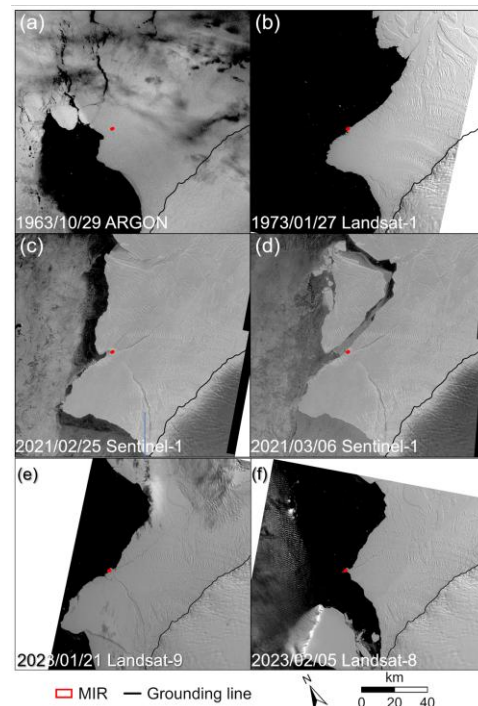 (a)
(b)
1963/10/29 ARGON
1973/01/27 Landsat-1
(c)
(d)
2021/02/25 Sentinel-1
2021/03/06 Sentinel-1
(e)
(f)
2023/01/21 Landsat-9
2023/02/05 Landsat-8
MIR
Grounding line
N
km
0 20 40